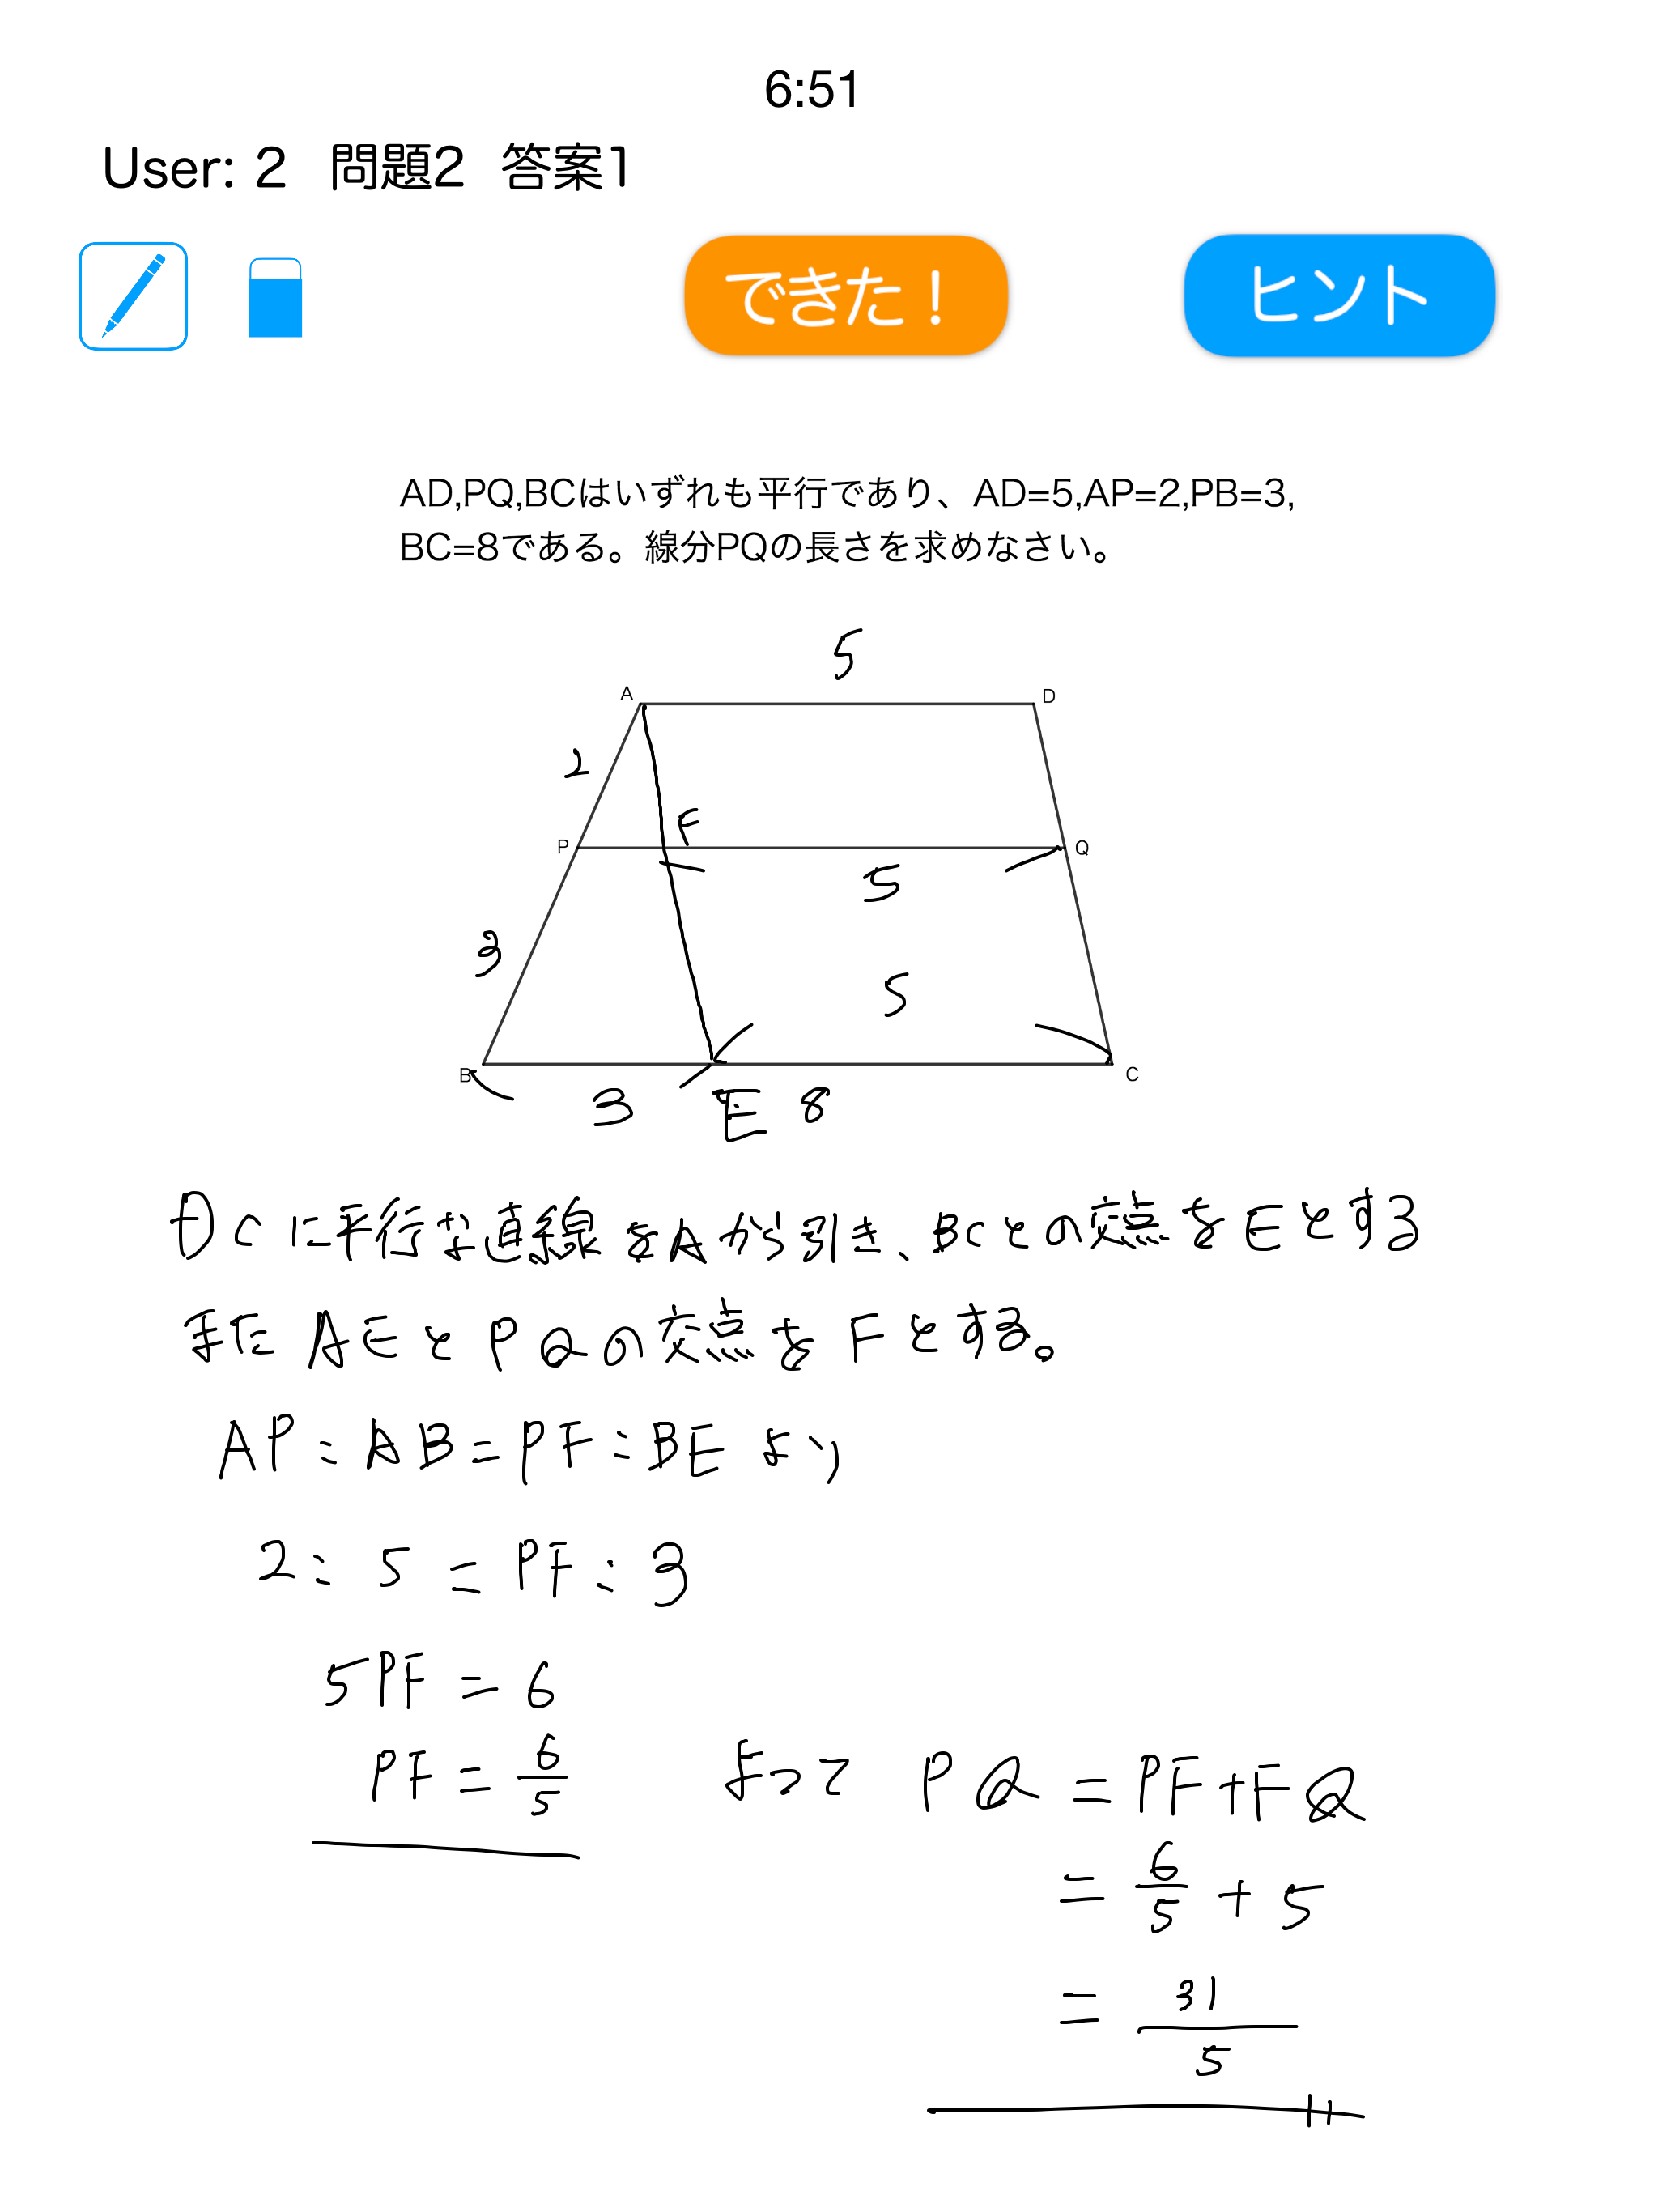 6:51
User: 2 問題2 答案1
できた！
ヒント
AD,PQ,BCはいずれも平行であり、AD=5,AP=2,PB=3,
BC=8である。線分PQの長さを求めなさい。
5
A
D
2
F
P
Q
5
3
5
B
C
3 E 8
DCに平行な直線をAから引き、BCとの交点をEとする
またAEとPQの交点をFとする。
AP:AB=PF:BEより
2:5=PF:3
5PF=6
PF=6/5
よって PQ=PF+FQ
=6/5+5
=31/5